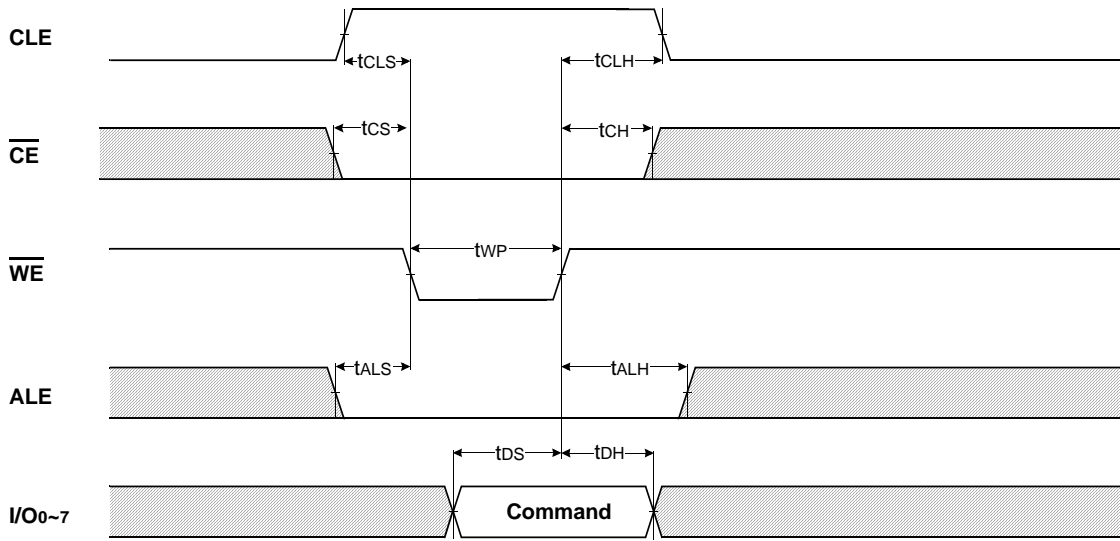 CLE
tCLS
tCLH
CE
tCS
tCH
WE
tWP
ALE
tALS
tALH
I/O0~7
tDS
tDH
Command